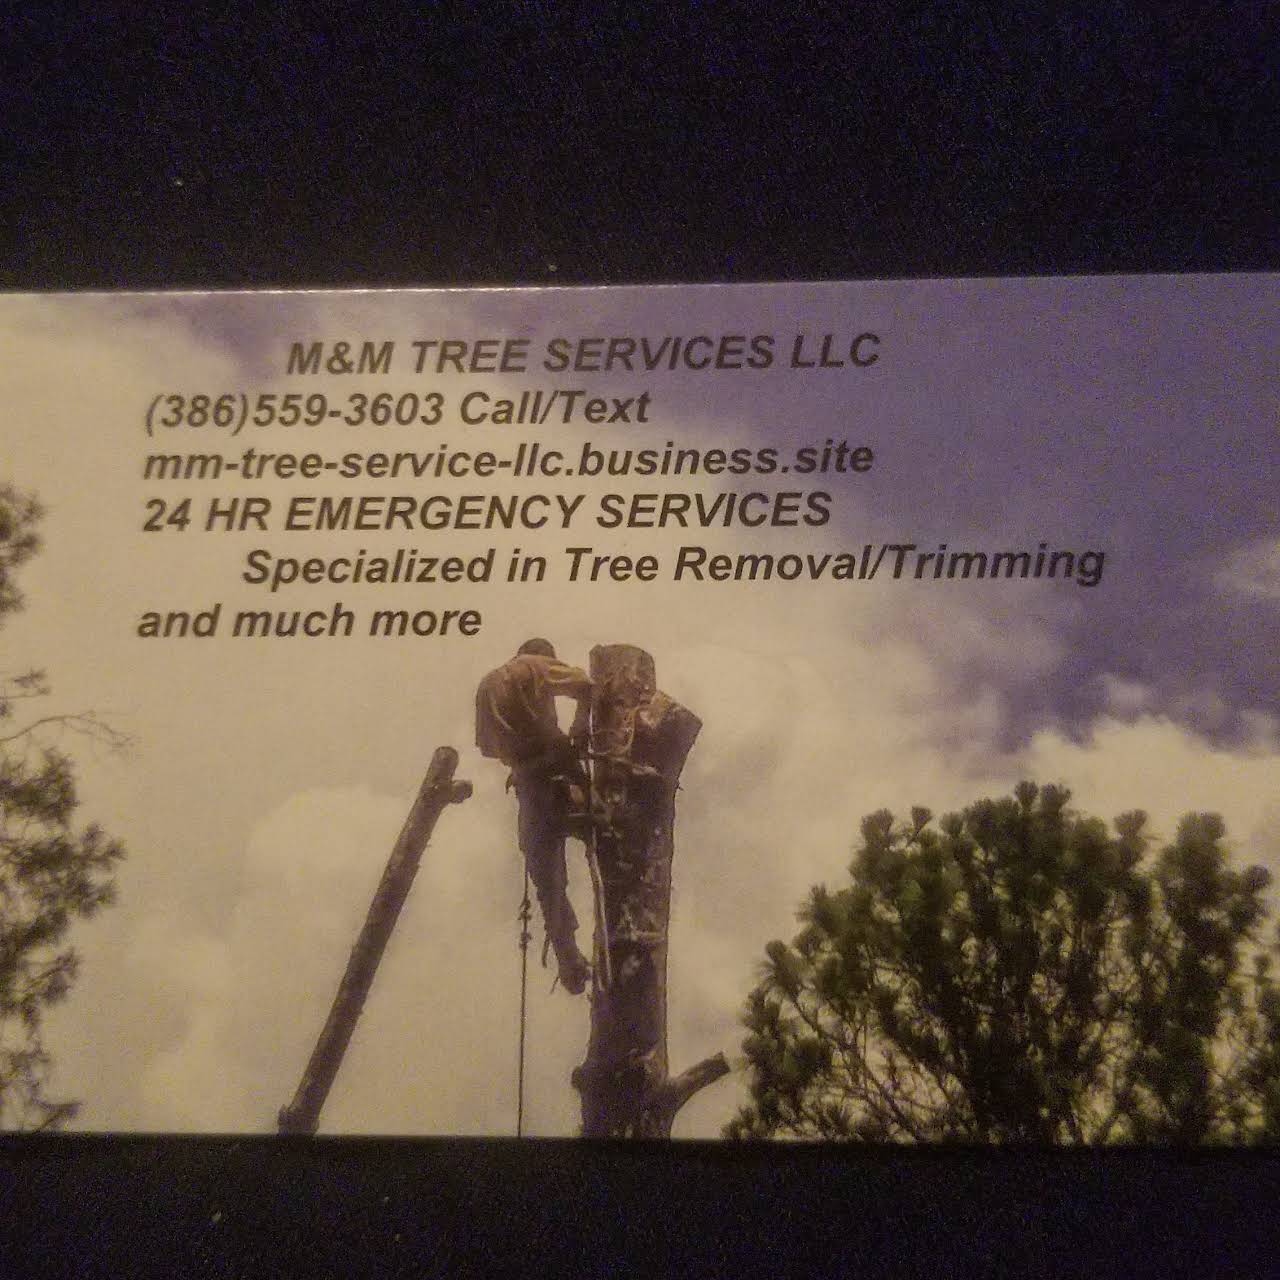 M&M TREE SERVICES LLC
(386)559-3603 Call/Text
mm-tree-service-llc.business.site
24 HR EMERGENCY SERVICES
Specialized in Tree Removal/Trimming
and much more